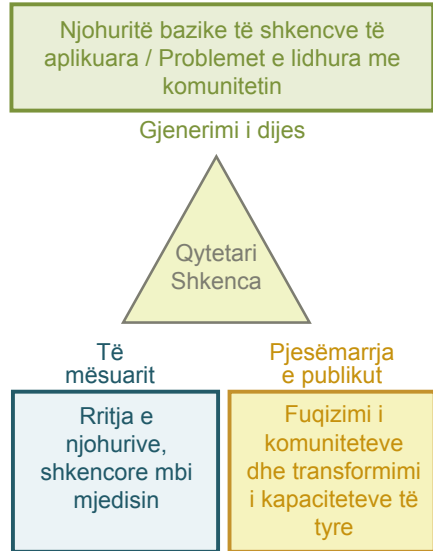 Njohuritë bazike të shkencve të
aplikuara / Problemet e lidhura me
komunitetin
Gjenerimi i dijes
Qytetari
Shkenca
Të
mësuarit
Rritja e
njohurive,
shkencore mbi
mjedisin
Pjesëmarrja
e publikut
Fuqizimi i
komuniteteve
dhe transformimi
i kapaciteteve të
tyre